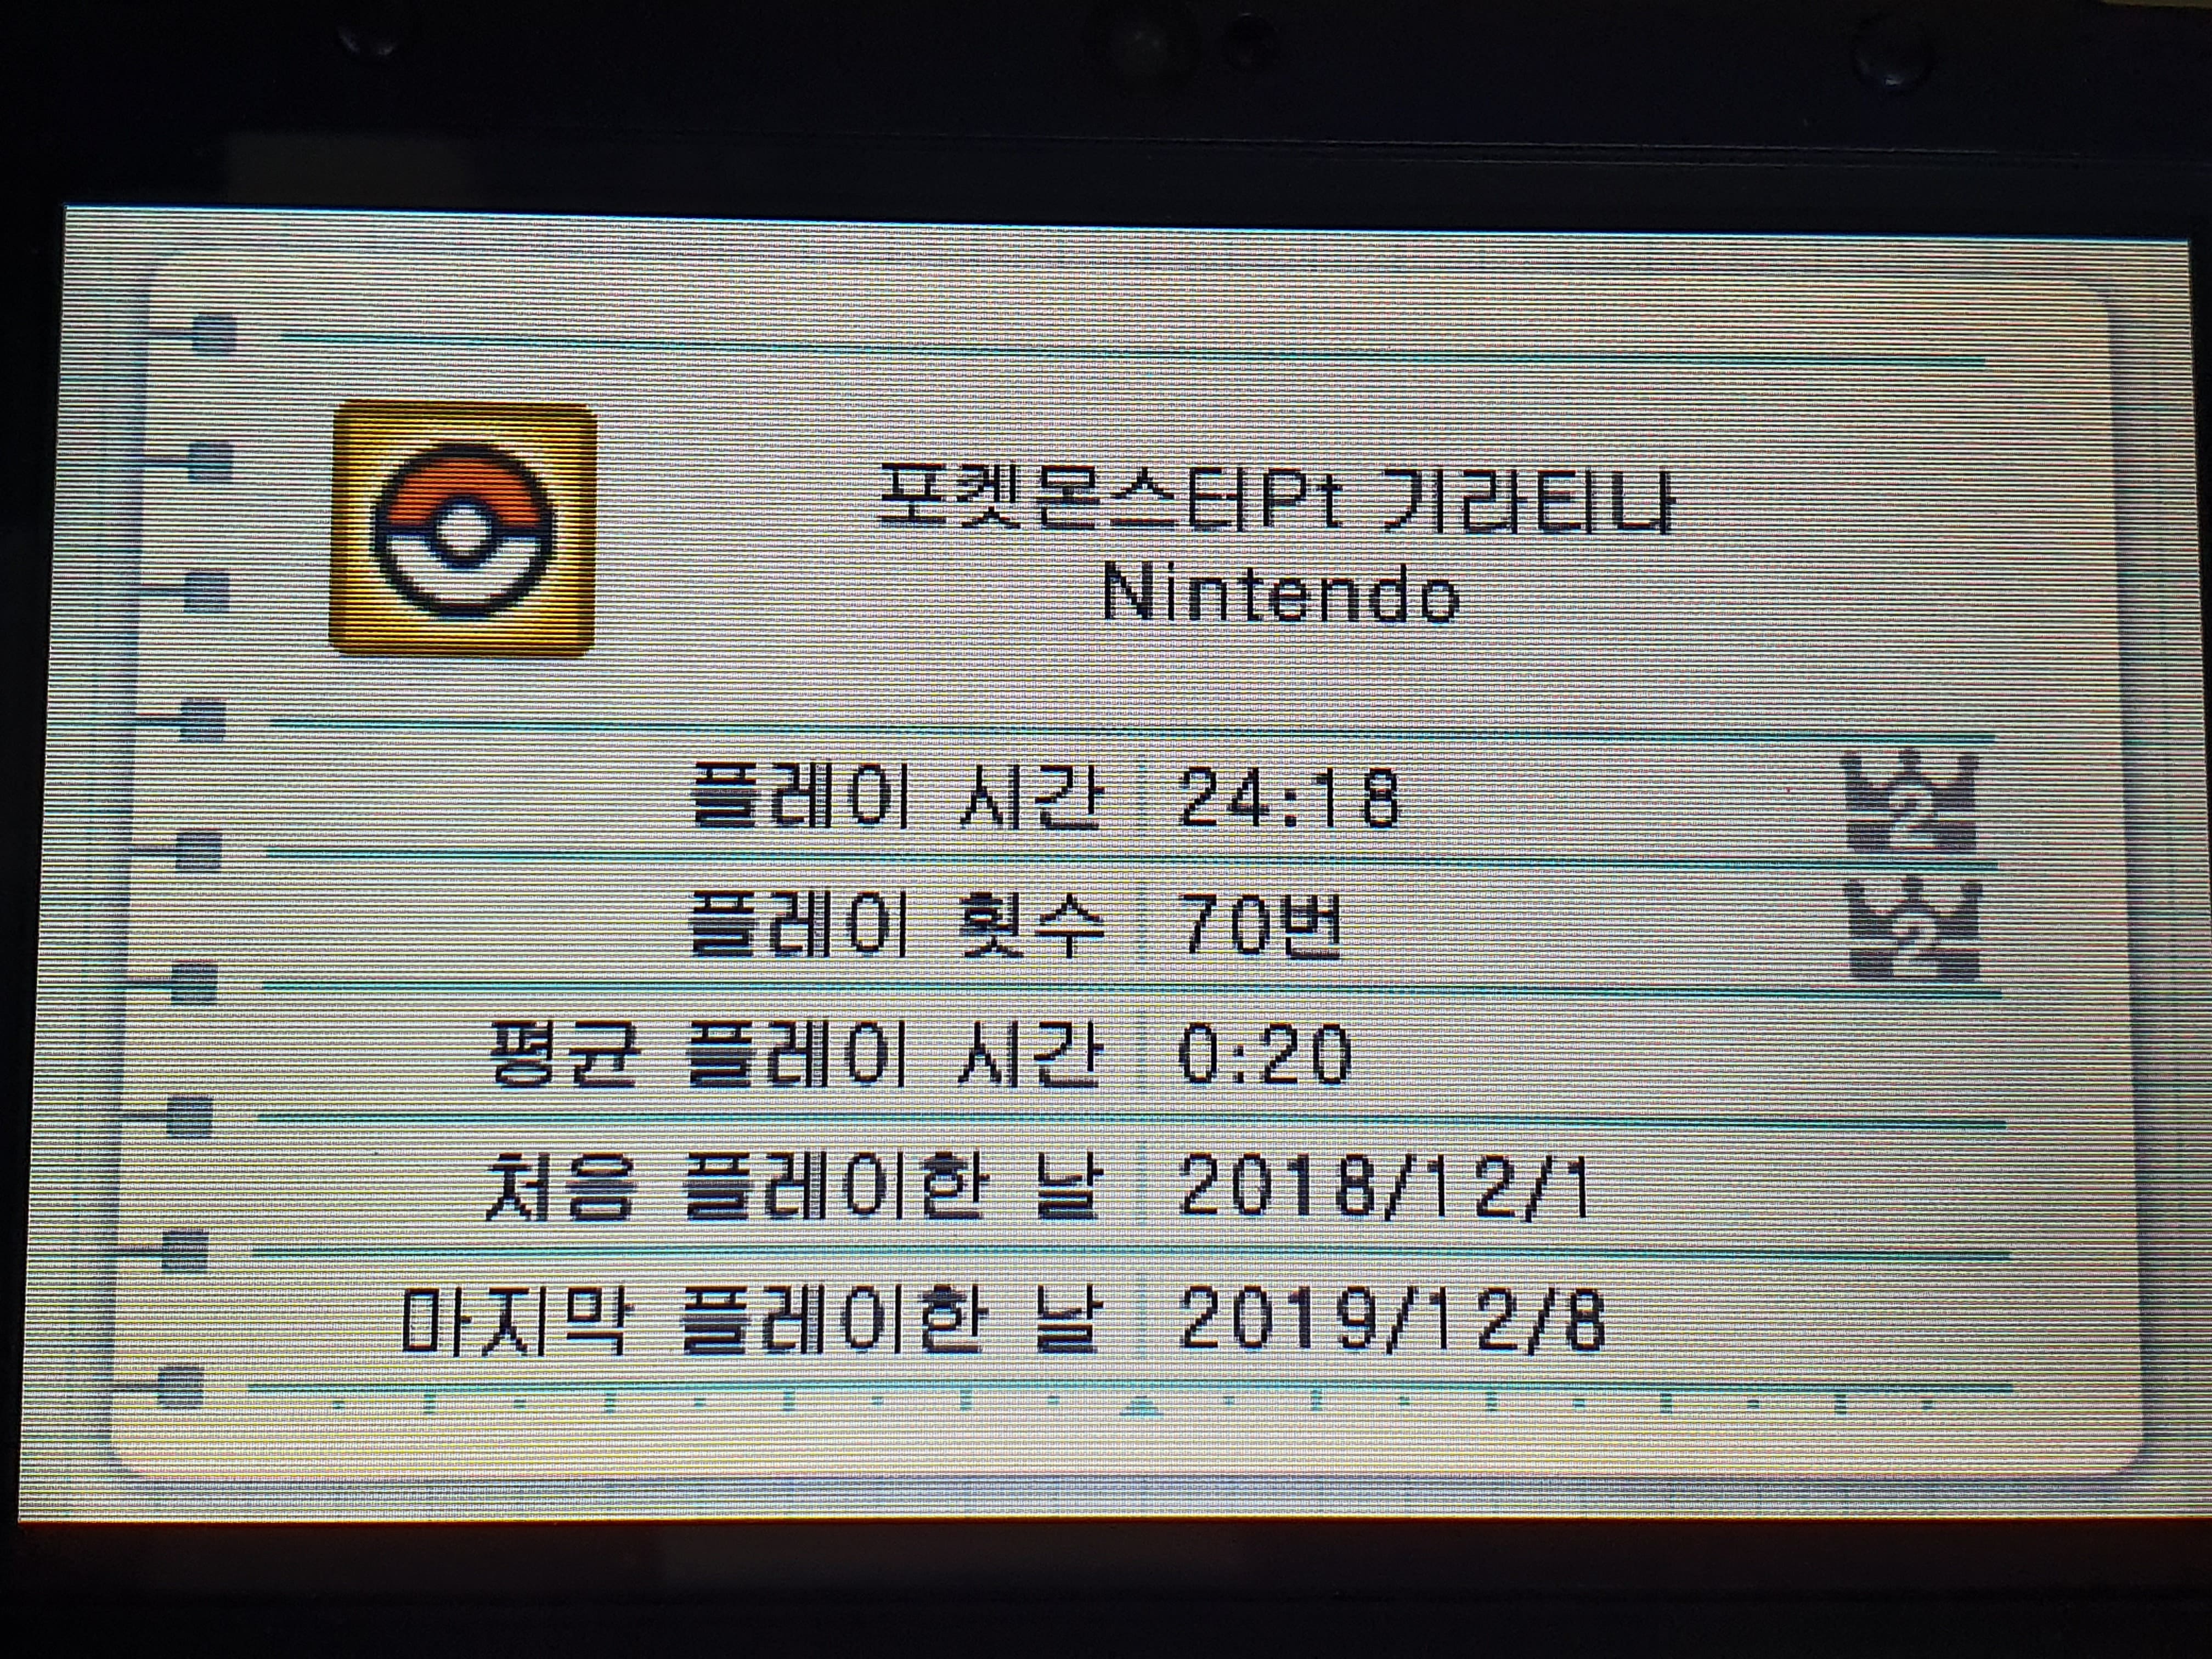 포켓몬스터Pt 기라티나
Nintendo
플레이 시간 24:18 2
플레이 횟수 70번 2
평균 플레이 시간 0:20
처음 플레이한 날 2018/12/1
마지막 플레이한 날 2019/12/8